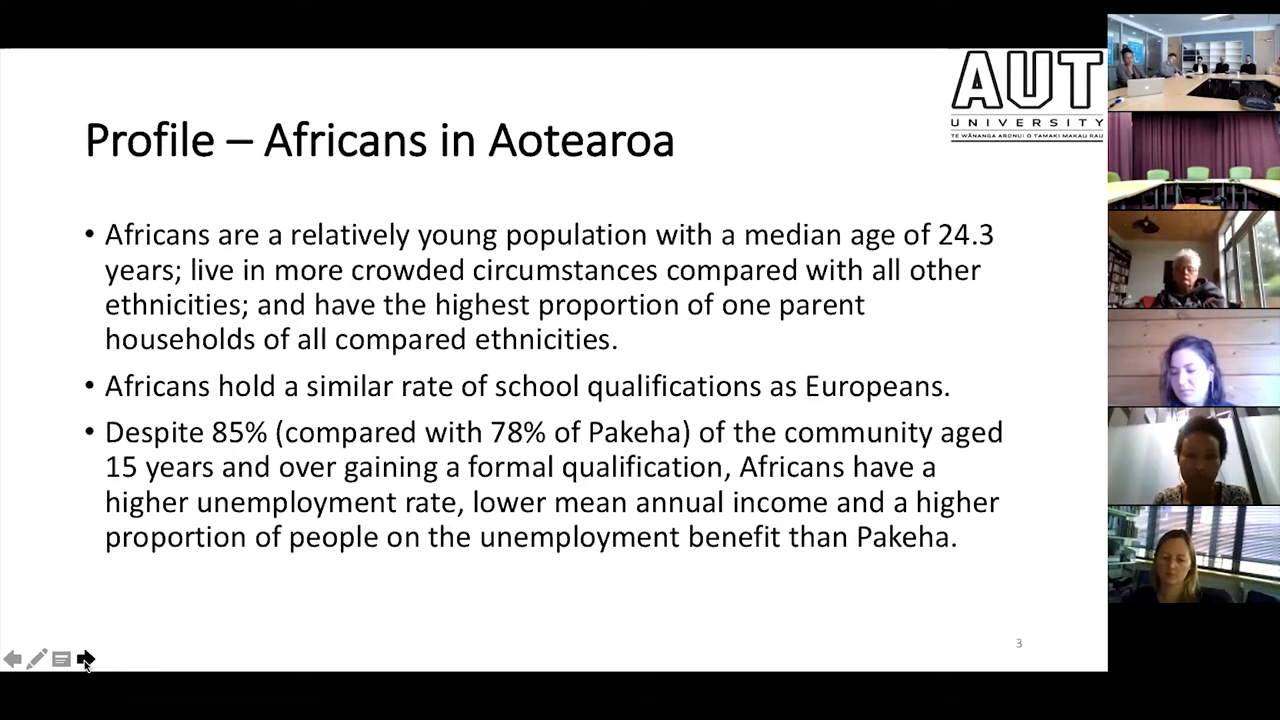 AUT
UNIVERSITY
TE WĀNANGA ARONUI O TAMAKI MAKAU RAU
Profile – Africans in Aotearoa
• Africans are a relatively young population with a median age of 24.3
years; live in more crowded circumstances compared with all other
ethnicities; and have the highest proportion of one parent
households of all compared ethnicities.
• Africans hold a similar rate of school qualifications as Europeans.
• Despite 85% (compared with 78% of Pakeha) of the community aged
15 years and over gaining a formal qualification, Africans have a
higher unemployment rate, lower mean annual income and a higher
proportion of people on the unemployment benefit than Pakeha.
3